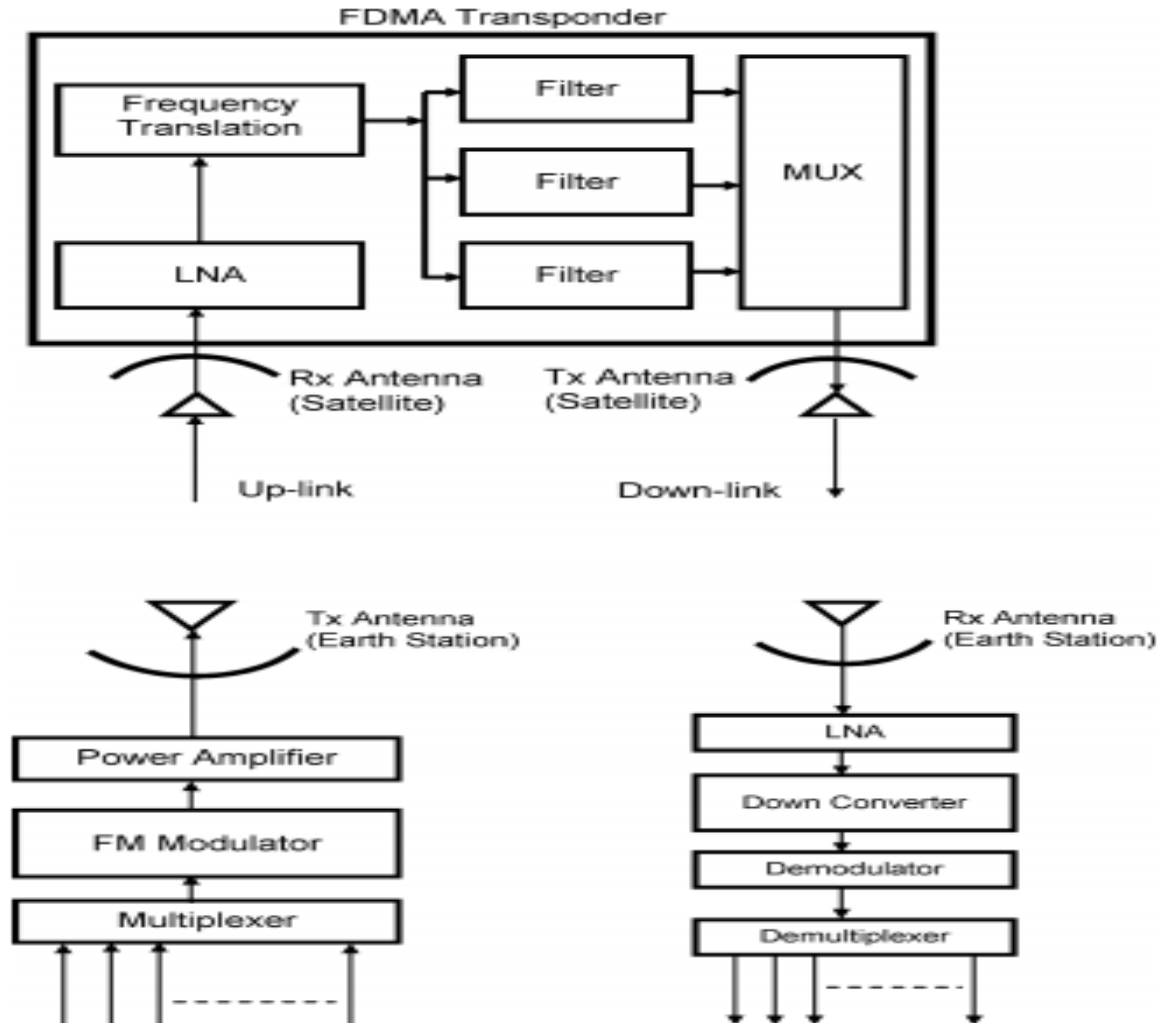 FDMA Transponder
Frequency
Translation
Filter
Filter
Filter
MUX
LNA
Rx Antenna
(Satellite)
Tx Antenna
(Satellite)
Up-link
Down-link
Tx Antenna
(Earth Station)
Power Amplifier
FM Modulator
Multiplexer
Rx Antenna
(Earth Station)
LNA
Down Converter
Demodulator
Demultiplexer